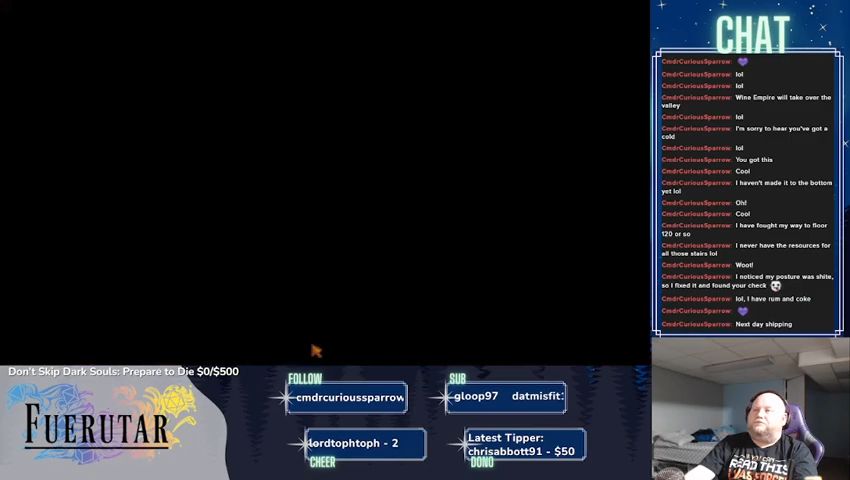 CHAT
CmdrCuriousSparrow: 💜
CmdrCuriousSparrow: lol
CmdrCuriousSparrow: lol
CmdrCuriousSparrow: Wine Empire will take over the
valley
CmdrCuriousSparrow: lol
CmdrCuriousSparrow: I'm sorry to hear you've got a
cold
CmdrCuriousSparrow: lol
CmdrCuriousSparrow: You got this
CmdrCuriousSparrow: Cool
CmdrCuriousSparrow: I haven't made it to the bottom
yet lol
CmdrCuriousSparrow: Oh!
CmdrCuriousSparrow: Cool
CmdrCuriousSparrow: I have fought my way to floor
120 or so
CmdrCuriousSparrow: I never have the resources for
all those stairs lol
CmdrCuriousSparrow: Woot!
CmdrCuriousSparrow: I noticed my posture was shite,
so I fixed it and found your check
CmdrCuriousSparrow: lol, I have rum and coke
CmdrCuriousSparrow: 💜
CmdrCuriousSparrow: Next day shipping
Don't Skip Dark Souls: Prepare to Die $0/$500
FUERUTAR
FOLLOW
cmdrcurioussparrow
SUB
gloop97 datmisfit
lordtophtoph - 2
CHEER
Latest Tipper:
chrisabbott91 - $50
DONO
YOU CAN
READ THIS